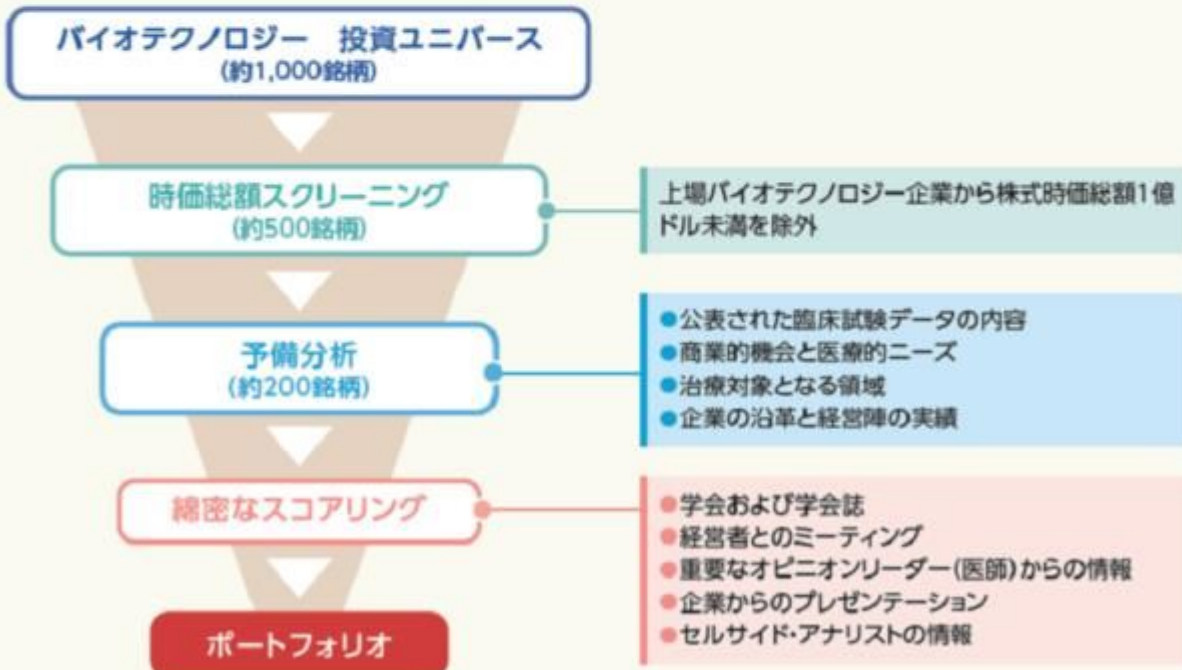 バイオテクノロジー　投資ユニバース
(約1,000銘柄)
時価総額スクリーニング
(約500銘柄)
上場バイオテクノロジー企業から株式時価総額1億
ドル未満を除外
予備分析
(約200銘柄)
●公表された臨床試験データの内容
●商業的機会と医療的ニーズ
●治療対象となる領域
●企業の沿革と経営陣の実績
綿密なスコアリング
●学会および学会誌
●経営者とのミーティング
●重要なオピニオンリーダー(医師)からの情報
●企業からのプレゼンテーション
●セルサイド・アナリストの情報
ポートフォリオ